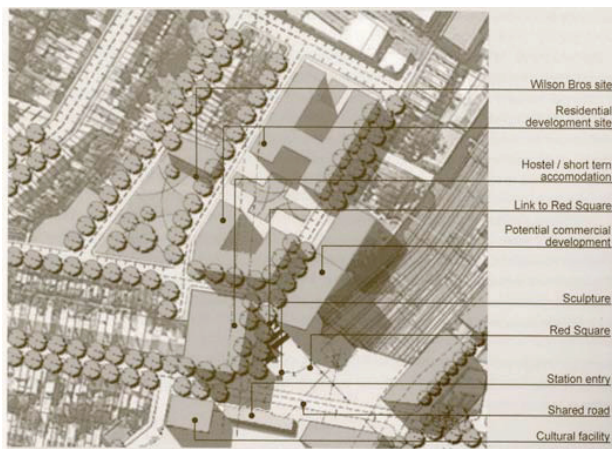 Wilson Bros site
Residential
development site
Hostel / short tern
accomodation
Link to Red Square
Potential commercial
development
Sculpture
Red Square
Station entry
Shared road
Cultural facility